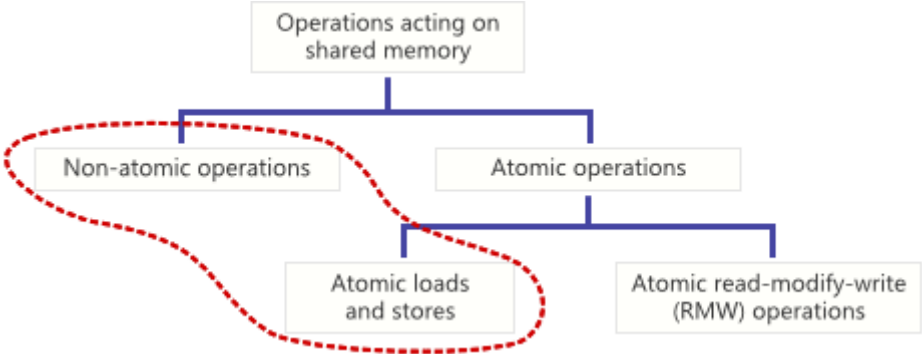 Operations acting on
shared memory
Non-atomic operations
Atomic operations
Atomic loads
and stores
Atomic read-modify-write
(RMW) operations